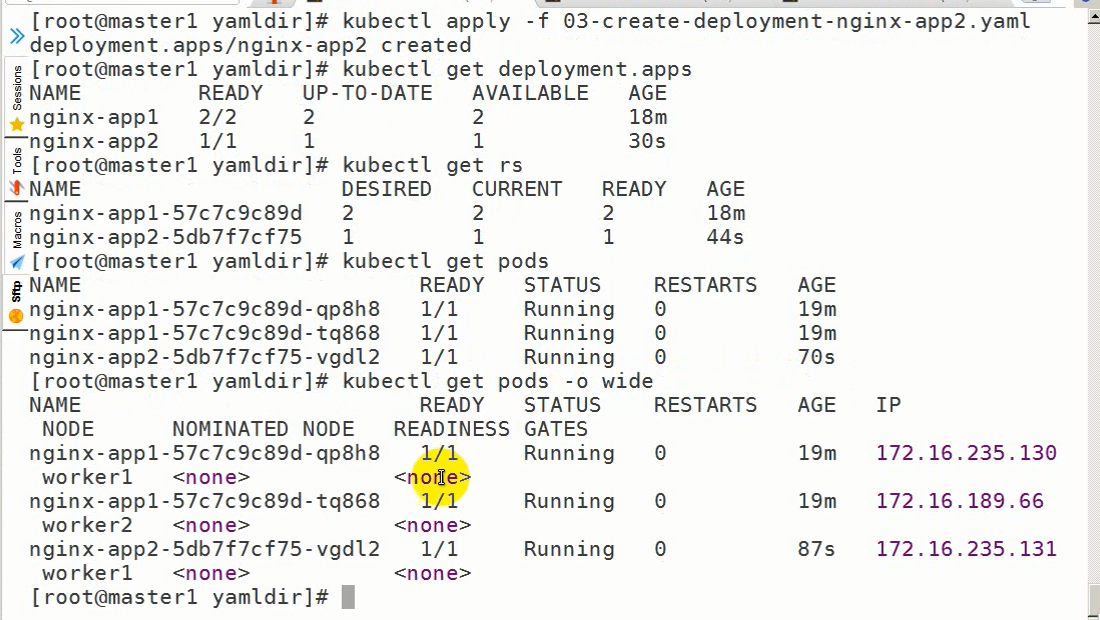 [root@master1 yamldir]# kubectl apply -f 03-create-deployment-nginx-app2.yaml
deployment.apps/nginx-app2 created
[root@master1 yamldir]# kubectl get deployment.apps
NAME READY UP-TO-DATE AVAILABLE AGE
nginx-app1 2/2 2 2 18m
nginx-app2 1/1 1 1 30s
[root@master1 yamldir]# kubectl get rs
NAME DESIRED CURRENT READY AGE
nginx-app1-57c7c9c89d 2 2 2 18m
nginx-app2-5db7f7cf75 1 1 1 44s
[root@master1 yamldir]# kubectl get pods
NAME READY STATUS RESTARTS AGE
nginx-app1-57c7c9c89d-qp8h8 1/1 Running 0 19m
nginx-app1-57c7c9c89d-tq868 1/1 Running 0 19m
nginx-app2-5db7f7cf75-vgdl2 1/1 Running 0 70s
[root@master1 yamldir]# kubectl get pods -o wide
NAME READY STATUS RESTARTS AGE IP
NODE NOMINATED NODE READINESS GATES
nginx-app1-57c7c9c89d-qp8h8 1/1 Running 0 19m 172.16.235.130
worker1 <none> <none>
nginx-app1-57c7c9c89d-tq868 1/1 Running 0 19m 172.16.189.66
worker2 <none> <none>
nginx-app2-5db7f7cf75-vgdl2 1/1 Running 0 87s 172.16.235.131
worker1 <none> <none>
[root@master1 yamldir]#
Sessions
Tools
Macros
Sftp